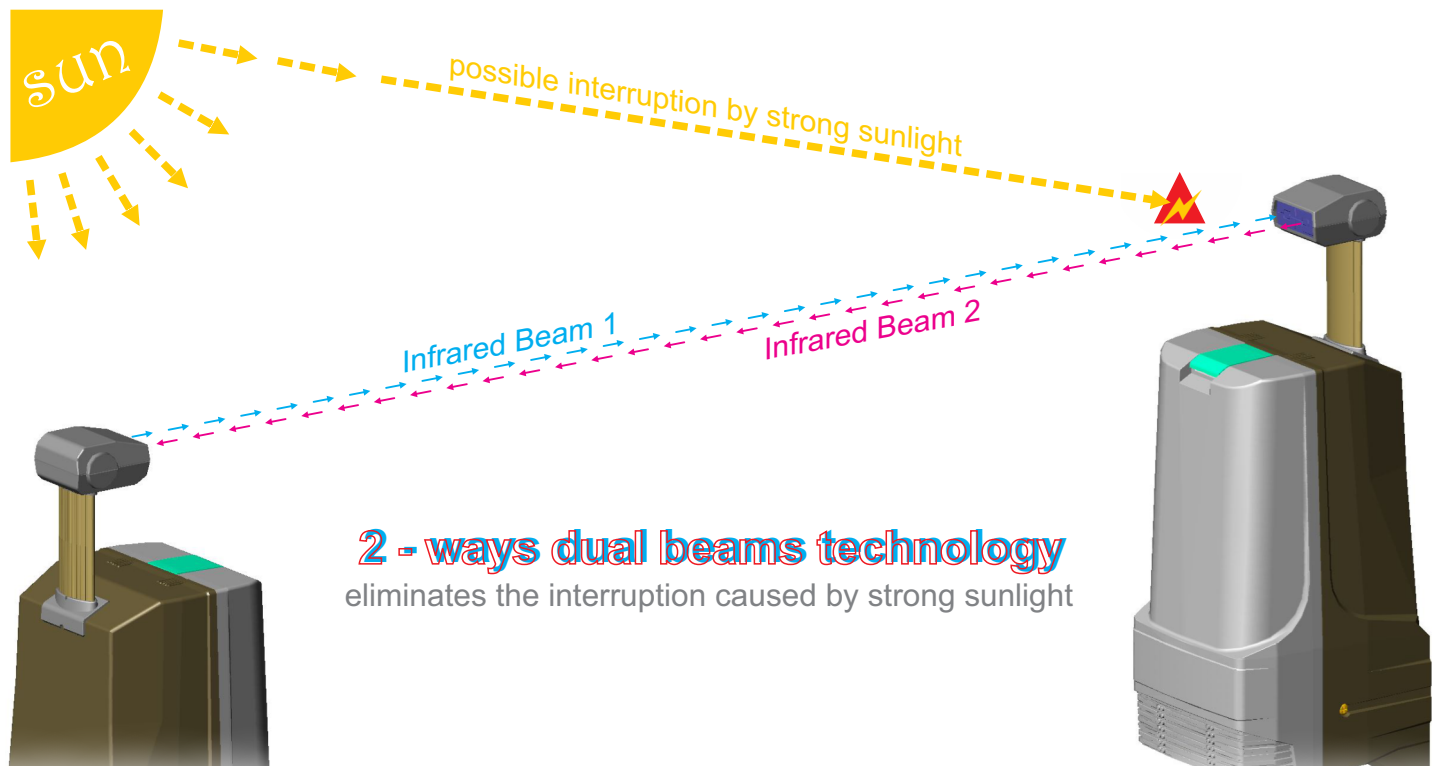 sun
possible interruption by strong sunlight
Infrared Beam 1
Infrared Beam 2
2 - ways dual beams technology
eliminates the interruption caused by strong sunlight